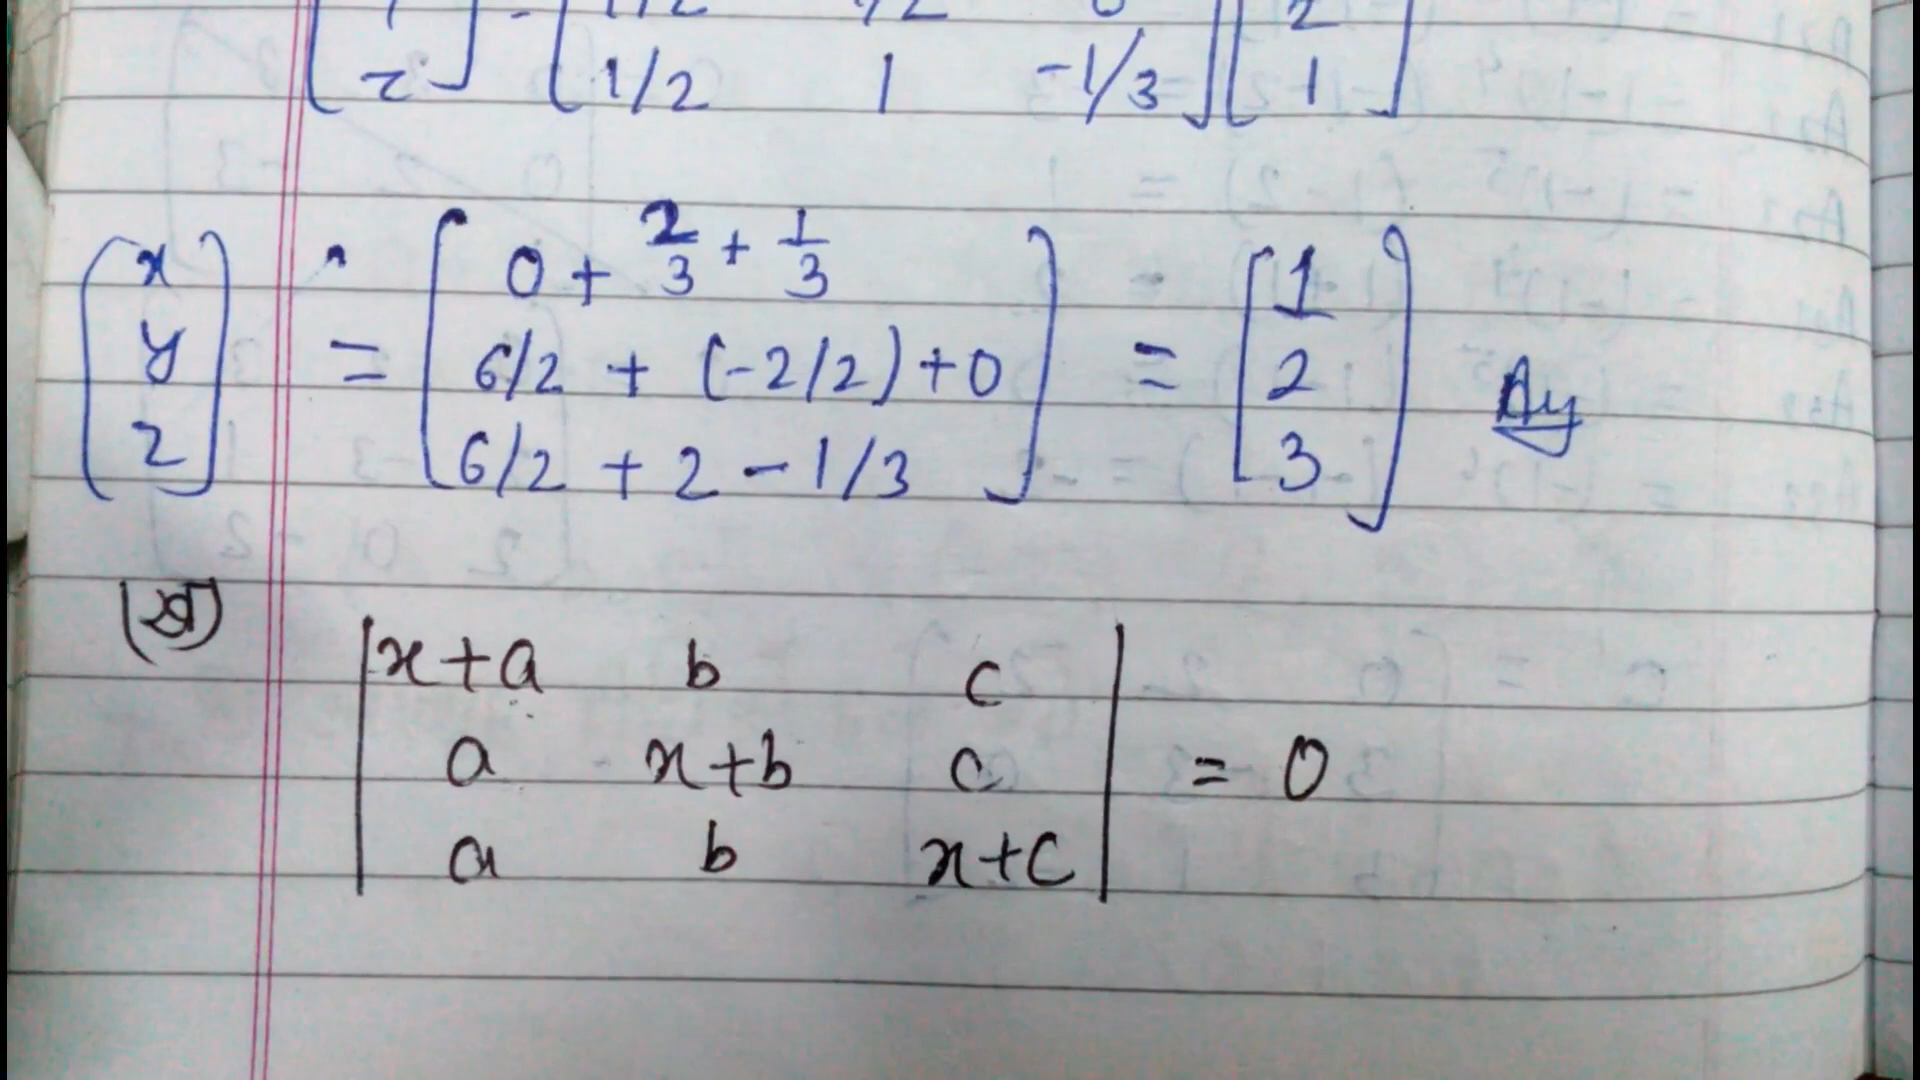 z 1/2 1 -1/3 1
x 0 + 2/3 + 1/3 1
y = 6/2 + (-2/2) + 0 = 2
z 6/2 + 2 - 1/3 3
(ख)
x+a b c
a x+b c = 0
a b x+c